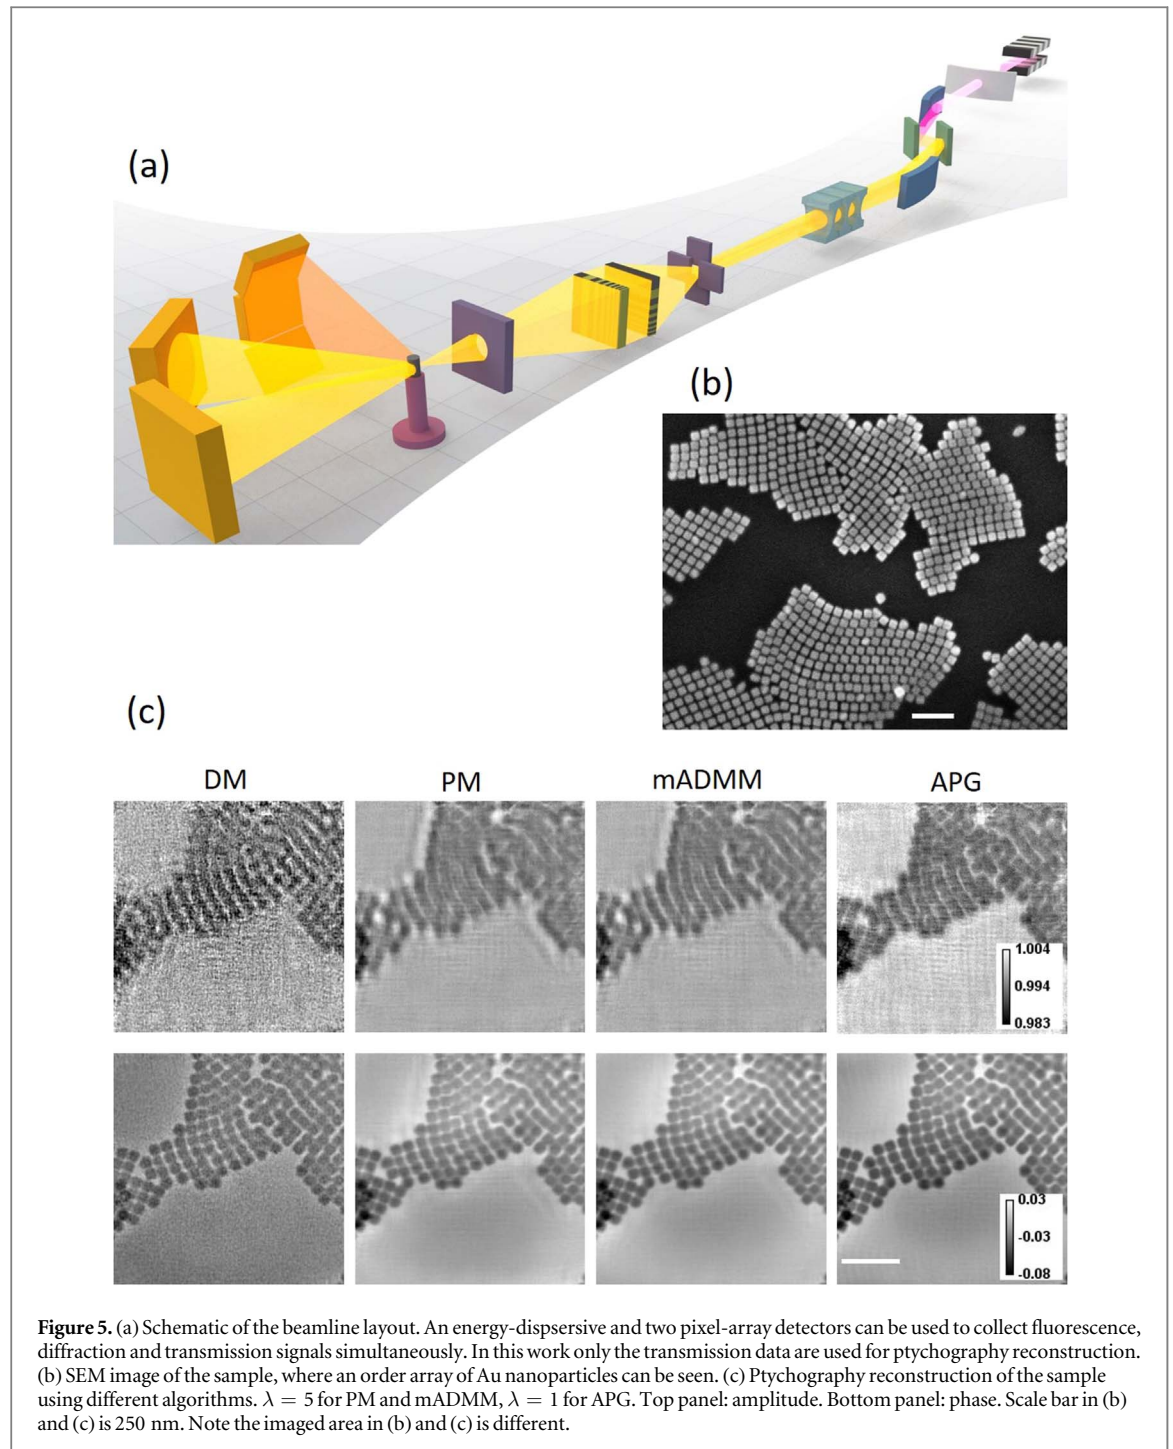 (a)
(b)
(c)
DM PM mADMM APG
1.004
0.994
0.983
0.03
-0.03
-0.08
Figure 5. (a) Schematic of the beamline layout. An energy-dispsersive and two pixel-array detectors can be used to collect fluorescence,
diffraction and transmission signals simultaneously. In this work only the transmission data are used for ptychography reconstruction.
(b) SEM image of the sample, where an order array of Au nanoparticles can be seen. (c) Ptychography reconstruction of the sample
using different algorithms. λ = 5 for PM and mADMM, λ = 1 for APG. Top panel: amplitude. Bottom panel: phase. Scale bar in (b)
and (c) is 250 nm. Note the imaged area in (b) and (c) is different.